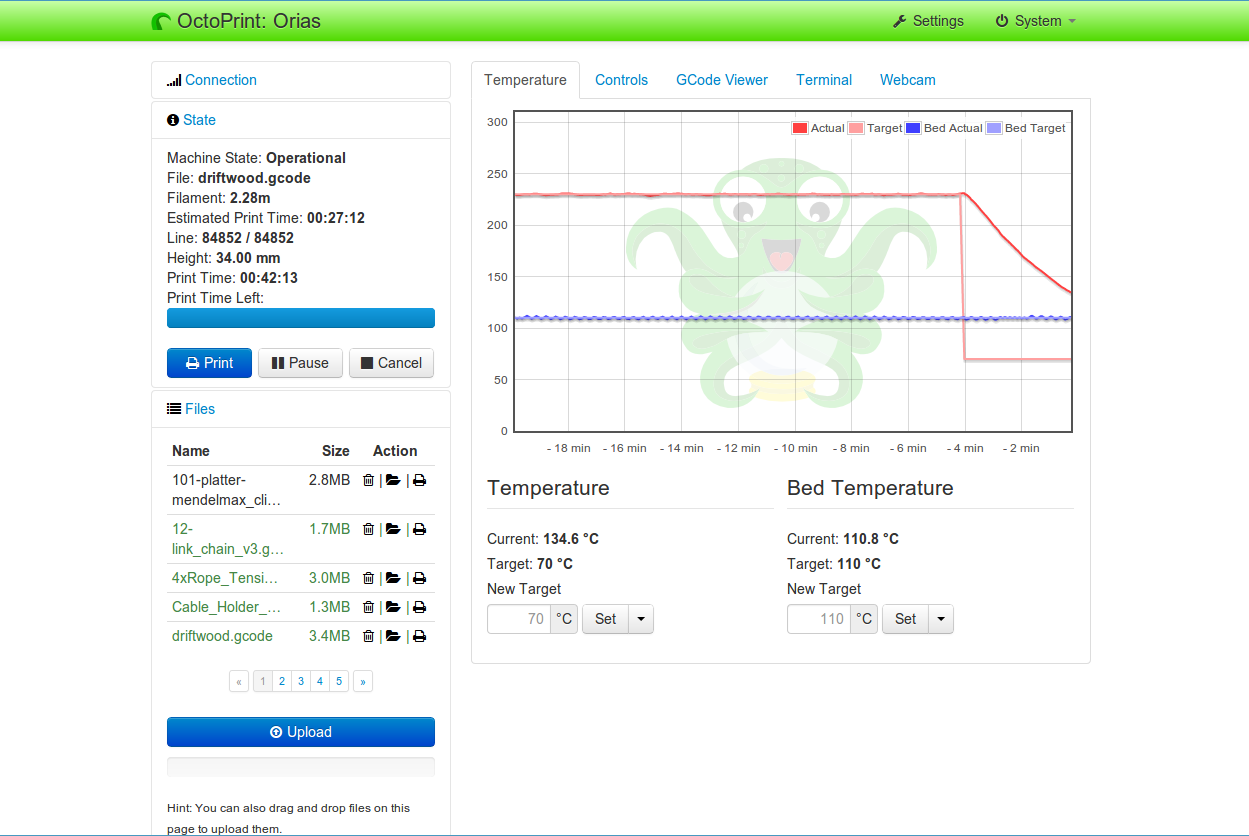 OctoPrint: Orias
Settings
System
Connection
State
Machine State: Operational
File: driftwood.gcode
Filament: 2.28m
Estimated Print Time: 00:27:12
Line: 84852 / 84852
Height: 34.00 mm
Print Time: 00:42:13
Print Time Left:
Print
Pause
Cancel
Files
Name Size Action
101-platter- 2.8MB | |
mendelmax_cli…
12- 1.7MB | |
link_chain_v3.g…
4xRope_Tensi… 3.0MB | |
Cable_Holder_… 1.3MB | |
driftwood.gcode 3.4MB | |
« 1 2 3 4 5 »
Upload
Hint: You can also drag and drop files on this
page to upload them.
Temperature Controls GCode Viewer Terminal Webcam
Actual Target Bed Actual Bed Target
300
250
200
150
100
50
0
- 18 min - 16 min - 14 min - 12 min - 10 min - 8 min - 6 min - 4 min - 2 min
Temperature
Current: 134.6 °C
Target: 70 °C
New Target
70 °C Set
Bed Temperature
Current: 110.8 °C
Target: 110 °C
New Target
110 °C Set